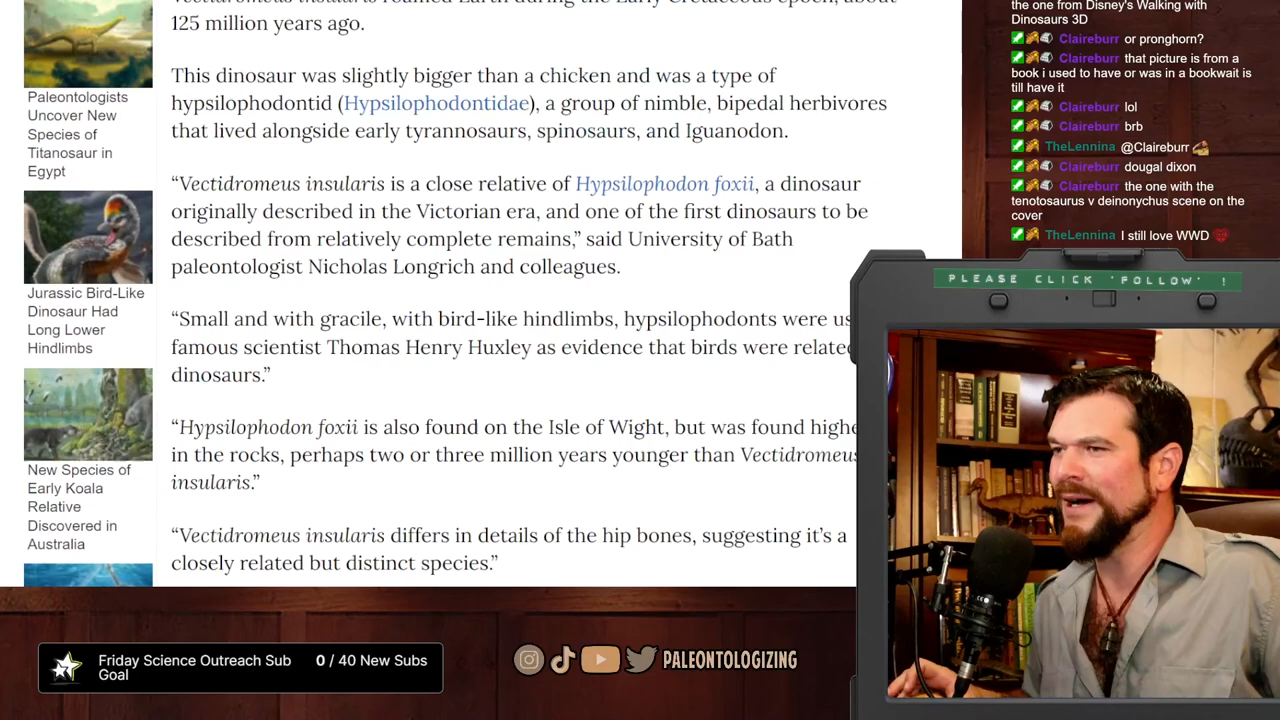 Vectidromeus insularis roamed Earth during the Early Cretaceous epoch, about
125 million years ago.
This dinosaur was slightly bigger than a chicken and was a type of
hypsilophodontid (Hypsilophodontidae), a group of nimble, bipedal herbivores
that lived alongside early tyrannosaurs, spinosaurs, and Iguanodon.
“Vectidromeus insularis is a close relative of Hypsilophodon foxii, a dinosaur
originally described in the Victorian era, and one of the first dinosaurs to be
described from relatively complete remains,” said University of Bath
paleontologist Nicholas Longrich and colleagues.
“Small and with gracile, with bird-like hindlimbs, hypsilophodonts were us
famous scientist Thomas Henry Huxley as evidence that birds were relate
dinosaurs.”
“Hypsilophodon foxii is also found on the Isle of Wight, but was found highe
in the rocks, perhaps two or three million years younger than Vectidromeus
insularis.”
“Vectidromeus insularis differs in details of the hip bones, suggesting it’s a
closely related but distinct species.”
Paleontologists
Uncover New
Species of
Titanosaur in
Egypt
Jurassic Bird-Like
Dinosaur Had
Long Lower
Hindlimbs
New Species of
Early Koala
Relative
Discovered in
Australia
the one from Disney's Walking with
Dinosaurs 3D
Claireburr or pronghorn?
Claireburr that picture is from a
book i used to have or was in a bookwait is
till have it
Claireburr lol
Claireburr brb
TheLennina @Claireburr
Claireburr dougal dixon
Claireburr the one with the
tenotosaurus v deinonychus scene on the
cover
TheLennina I still love WWD
PLEASE CLICK 'FOLLOW' !
Friday Science Outreach Sub
Goal
0 / 40 New Subs
PALEONTOLOGIZING